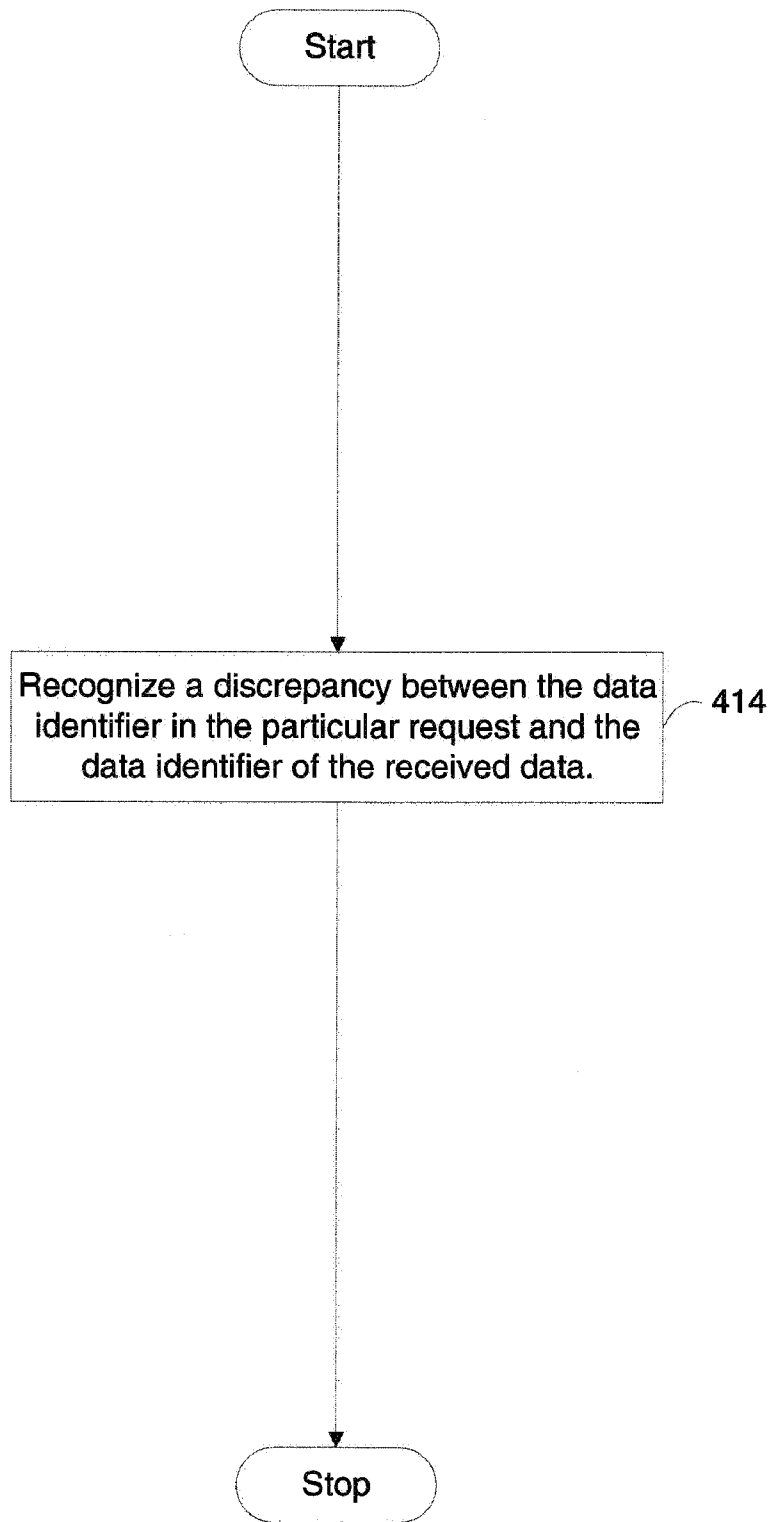 Start
Recognize a discrepancy between the data
identifier in the particular request and the
data identifier of the received data.
414
Stop